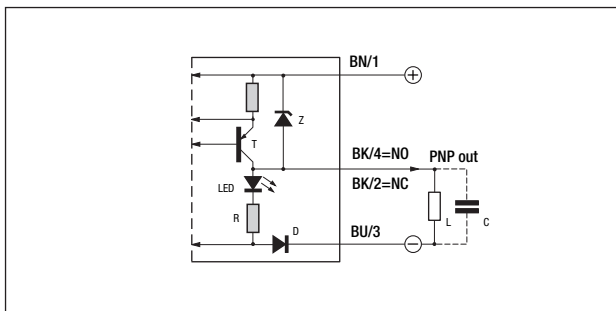 BN/1
+
Z
T
BK/4=NO PNP out
LED
BK/2=NC
R
L
C
D
BU/3
−